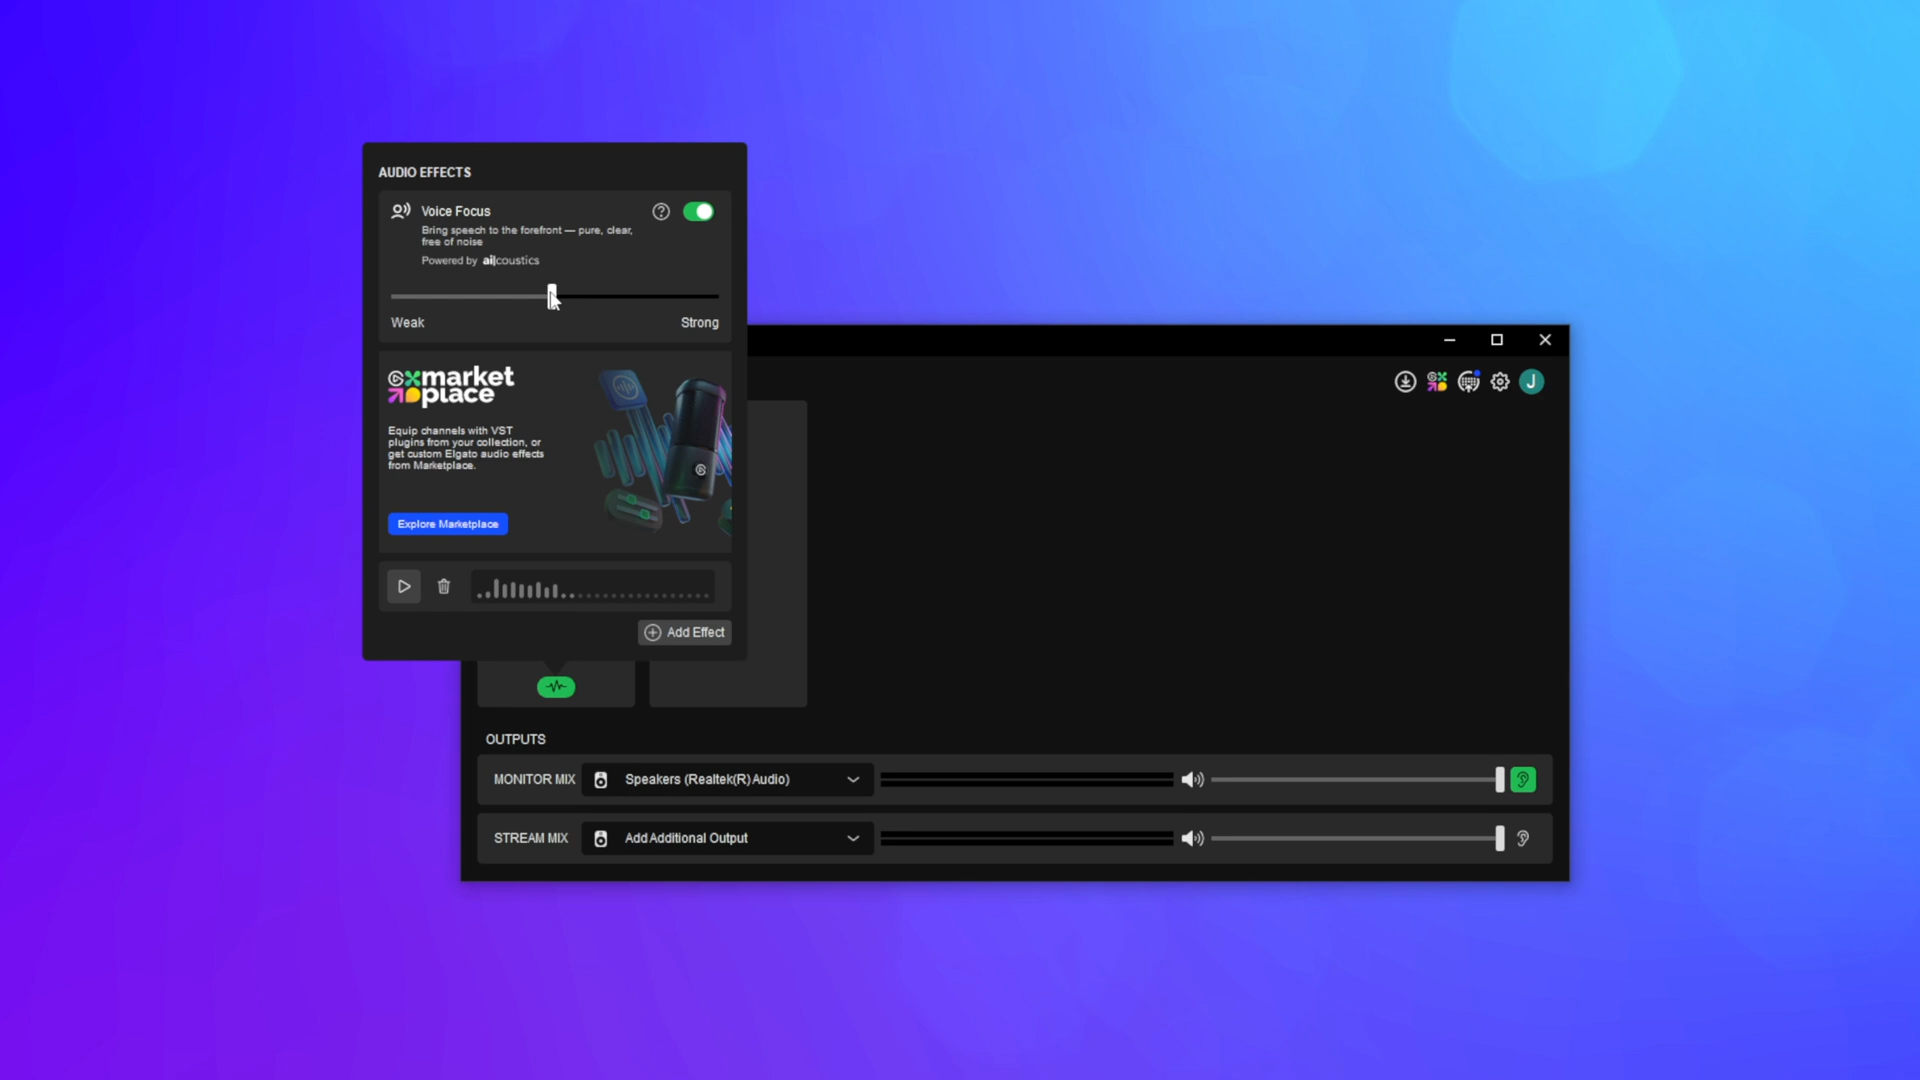 AUDIO EFFECTS
Voice Focus
Bring speech to the forefront — pure, clear,
free of noise
Powered by ai|coustics
Weak
Strong
market
place
Equip channels with VST
plugins from your collection, or
get custom Elgato audio effects
from Marketplace.
Explore Marketplace
Add Effect
J
OUTPUTS
MONITOR MIX
Speakers (Realtek(R) Audio)
STREAM MIX
Add Additional Output